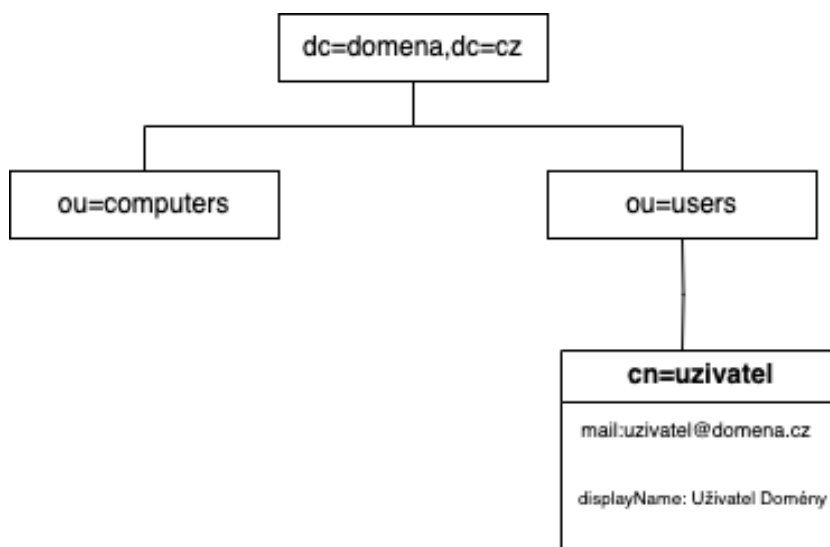 dc=domena,dc=cz
ou=computers
ou=users
cn=uzivatel
mail:uzivatel@domena.cz
displayName: Uživatel Domény